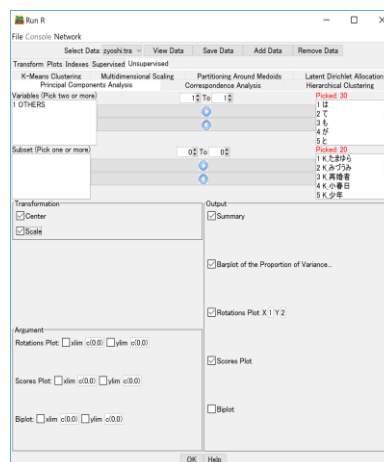 Run R
File Console Network
Select Data: zyoshi.tra View Data Save Data Add Data Remove Data
Transform Plots Indexes Supervised Unsupervised
K-Means Clustering Multidimensional Scaling Partitioning Around Medoids Latent Dirichlet Allocation
Principal Components Analysis Correspondence Analysis Hierarchical Clustering
Variables (Pick two or more) 1 To 1 Picked: 30
1 OTHERS
1 は
2 て
3 も
4 が
5 と
Subset (Pick one or more) 0 To 0 Picked: 20
1 K.たまゆら
2 K.みづうみ
3 K.再婚者
4 K.小春日
5 K.少年
Transformation
Center
Scale
Output
Summary
Barplot of the Proportion of Variance...
Rotations Plot X 1 Y 2
Scores Plot
Biplot
Argument
Rotations Plot: xlim c(0,0) ylim c(0,0)
Scores Plot: xlim c(0,0) ylim c(0,0)
Biplot: xlim c(0,0) ylim c(0,0)
OK Help